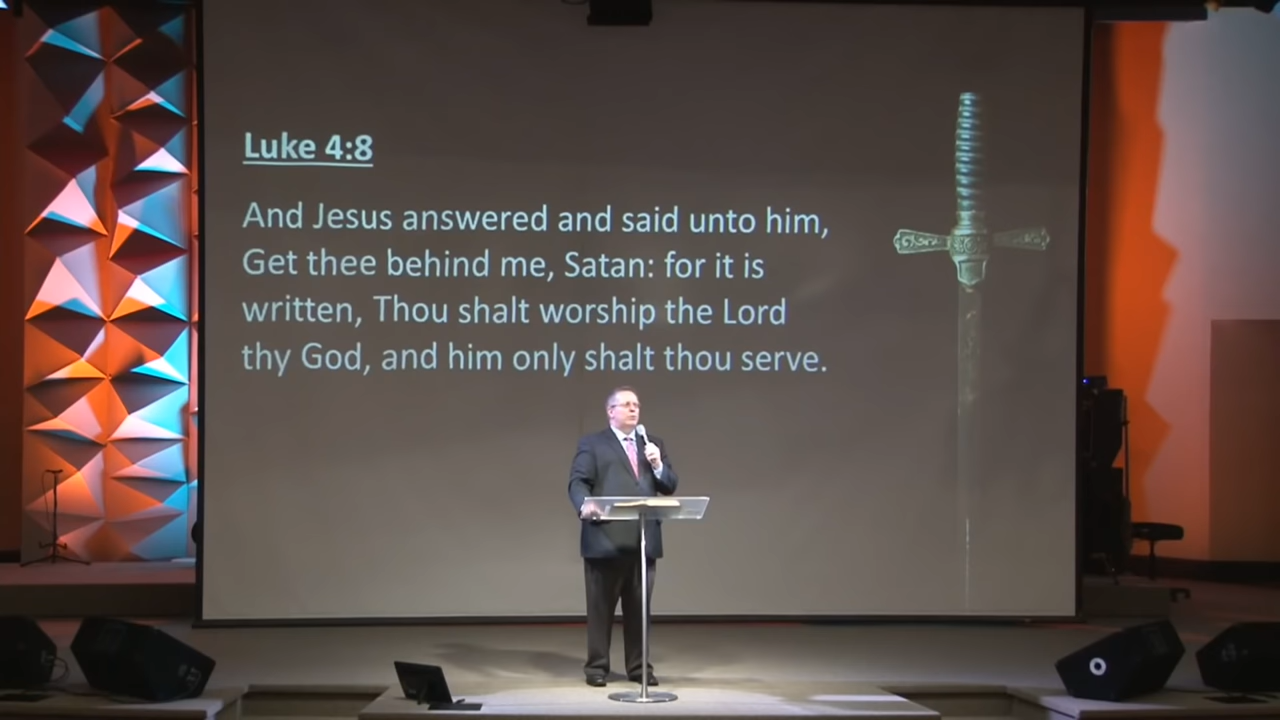 Luke 4:8
And Jesus answered and said unto him,
Get thee behind me, Satan: for it is
written, Thou shalt worship the Lord
thy God, and him only shalt thou serve.